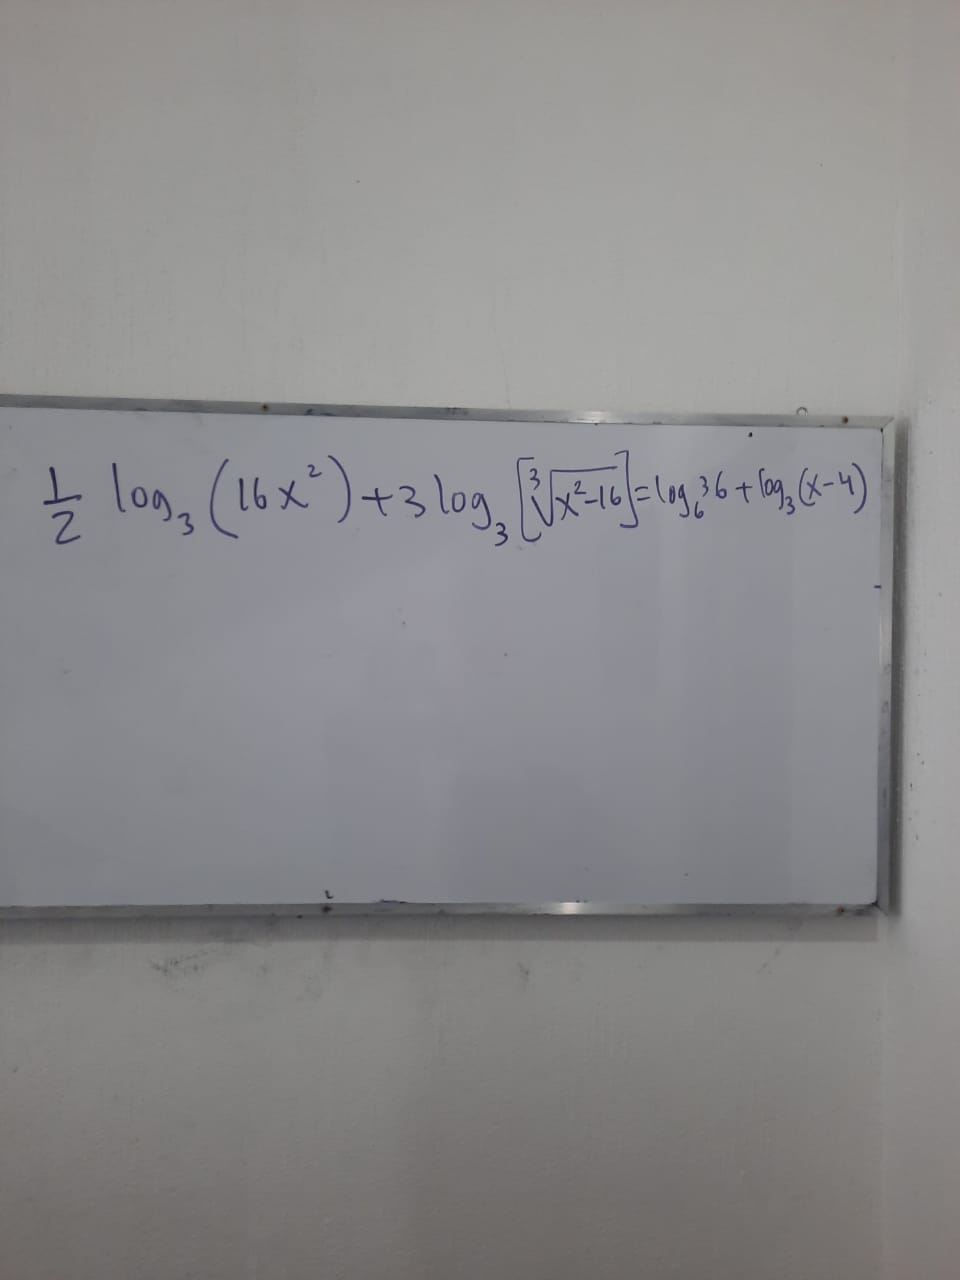 ½ log₃ (16x²) + 3 log₃ [∛(x²-16)] = log₆ 36 + log₃ (x-4)